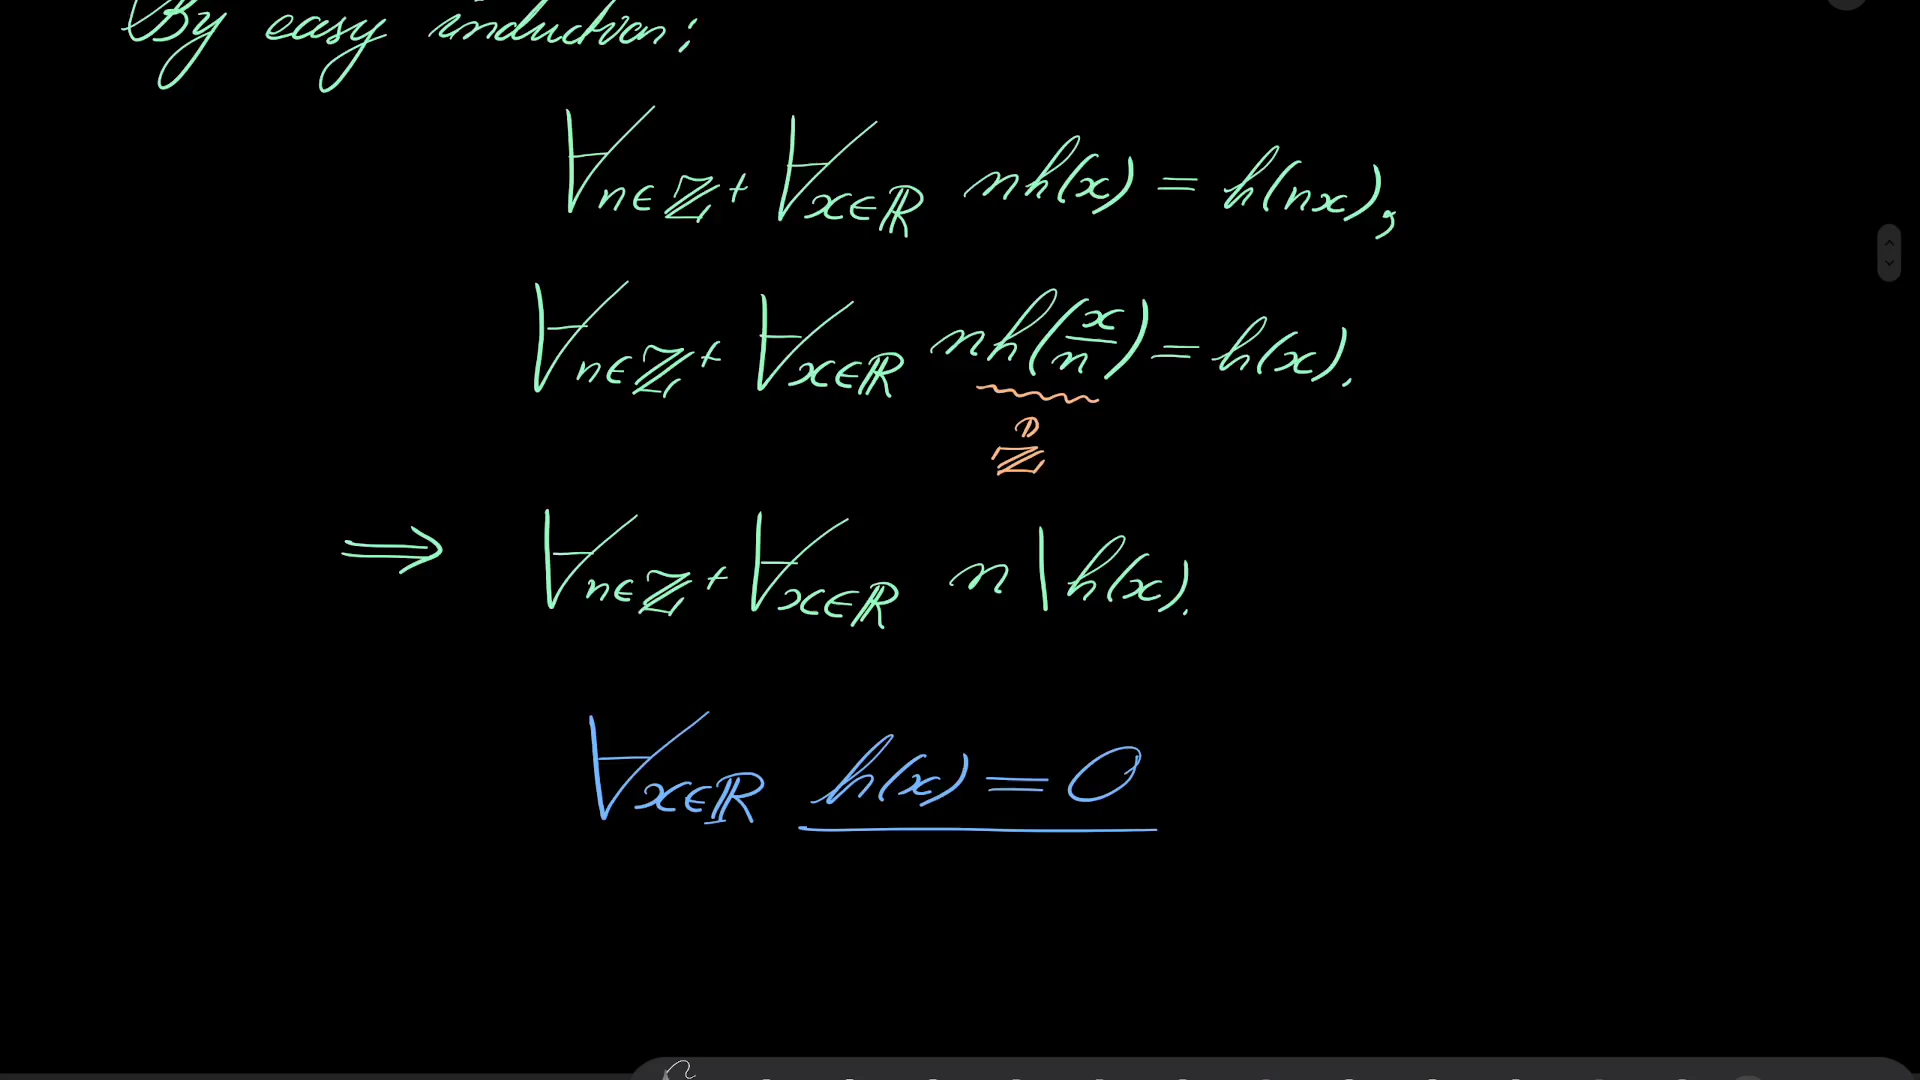 By easy induction:
∀n∈ℤ⁺ ∀x∈ℝ nh(x) = h(nx),
∀n∈ℤ⁺ ∀x∈ℝ nh(x/n) = h(x).
∩
ℤ
⟹ ∀n∈ℤ⁺ ∀x∈ℝ n | h(x).
∀x∈ℝ h(x) = 0